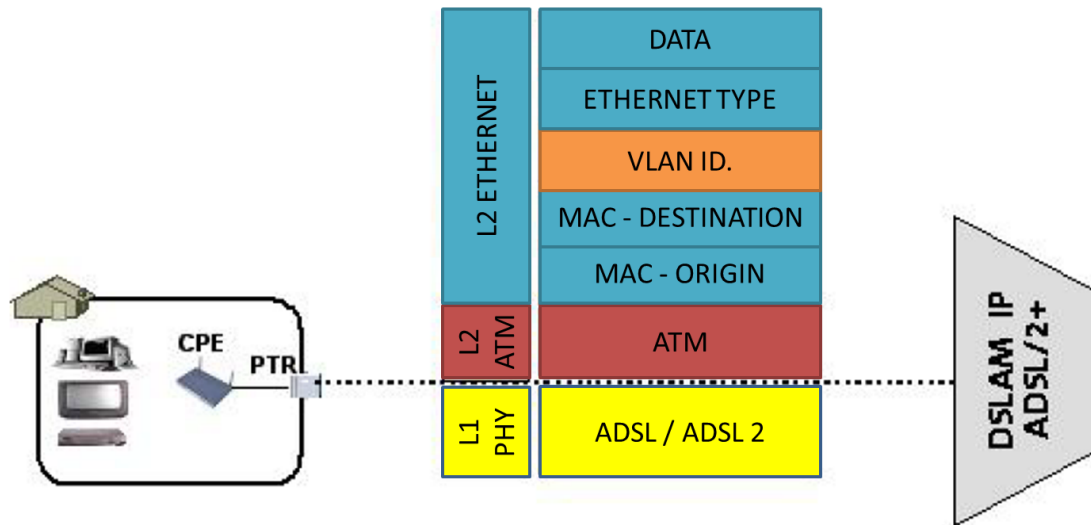 DATA
ETHERNET TYPE
VLAN ID.
MAC - DESTINATION
MAC - ORIGIN
ATM
ADSL / ADSL 2
L2 ETHERNET
L2
ATM
L1
PHY
CPE
PTR
DSLAM IP
ADSL/2+